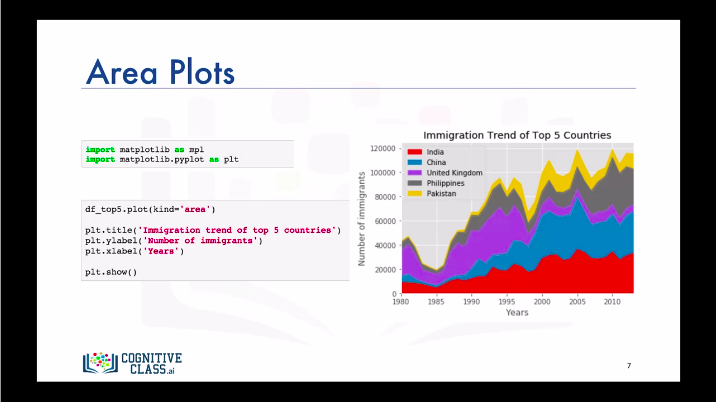 Area Plots
import matplotlib as mpl
import matplotlib.pyplot as plt
df_top5.plot(kind='area')
plt.title('Immigration trend of top 5 countries')
plt.ylabel('Number of immigrants')
plt.xlabel('Years')
plt.show()
Immigration Trend of Top 5 Countries
Number of immigrants
120000
100000
80000
60000
40000
20000
0
India
China
United Kingdom
Philippines
Pakistan
1980 1985 1990 1995 2000 2005 2010
Years
COGNITIVE
CLASS.ai
7